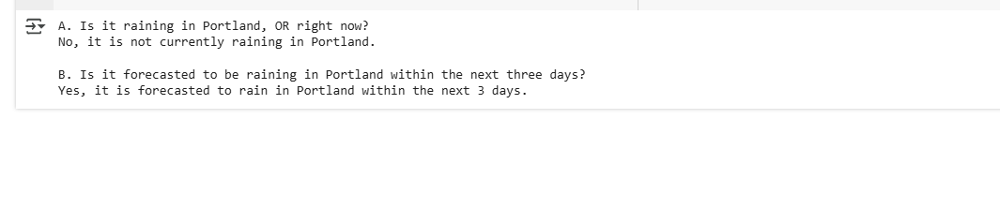 A. Is it raining in Portland, OR right now?
No, it is not currently raining in Portland.
B. Is it forecasted to be raining in Portland within the next three days?
Yes, it is forecasted to rain in Portland within the next 3 days.